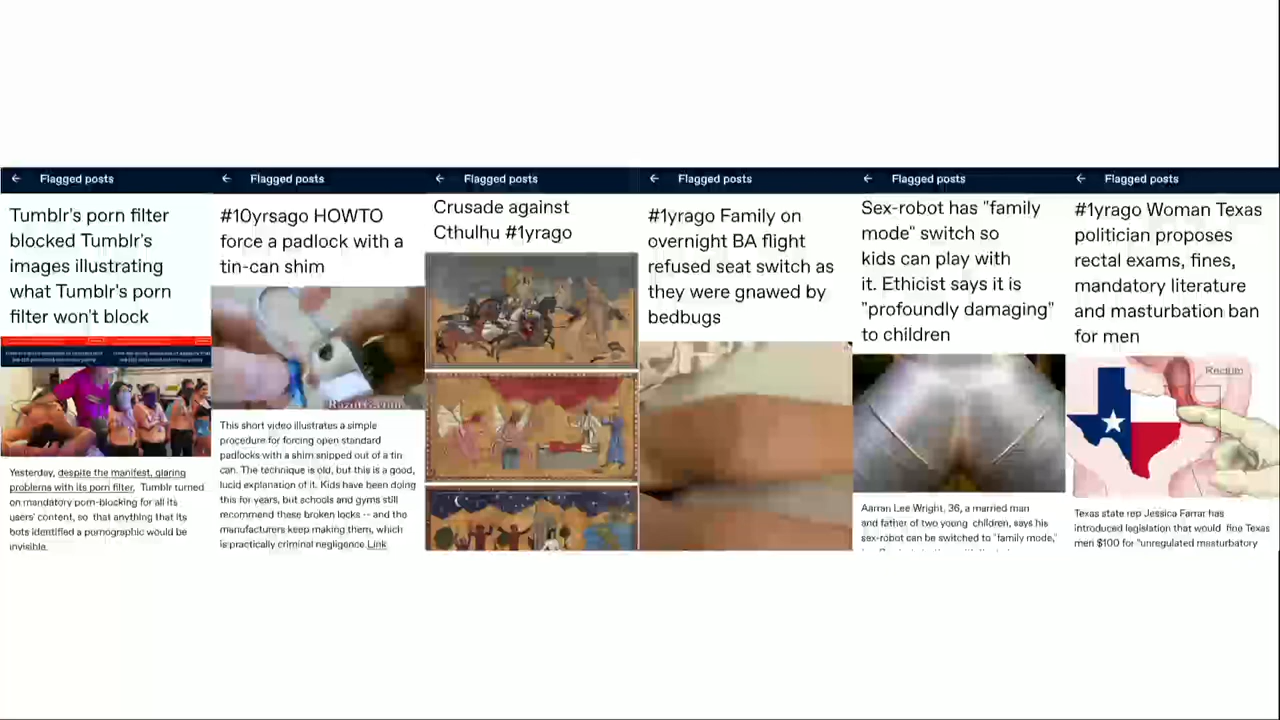 Flagged posts
Tumblr's porn filter
blocked Tumblr's
images illustrating
what Tumblr's porn
filter won't block
Yesterday, despite the manifest, glaring
problems with its porn filter, Tumblr turned
on mandatory porn-blocking for all its
users' content, so that anything that its
bots identified a pornographic would be
invisible.
Flagged posts
#10yrsago HOWTO
force a padlock with a
tin-can shim
This short video illustrates a simple
procedure for forcing open standard
padlocks with a shim snipped out of a tin
can. The technique is old, but this is a good,
lucid explanation of it. Kids have been doing
this for years, but schools and gyms still
recommend these broken locks -- and the
manufacturers keep making them, which
is practically criminal negligence Link
Flagged posts
Crusade against
Cthulhu #1yrago
Flagged posts
#1yrago Family on
overnight BA flight
refused seat switch as
they were gnawed by
bedbugs
Flagged posts
Sex-robot has "family
mode" switch so
kids can play with
it. Ethicist says it is
"profoundly damaging"
to children
Aarran Lee Wright, 36, a married man
and father of two young children, says his
sex-robot can be switched to "family mode,"
Flagged posts
#1yrago Woman Texas
politician proposes
rectal exams, fines,
mandatory literature
and masturbation ban
for men
Rectum
Texas state rep Jessica Farrar has
introduced legislation that would fine Texas
men $100 for "unregulated masturbatory